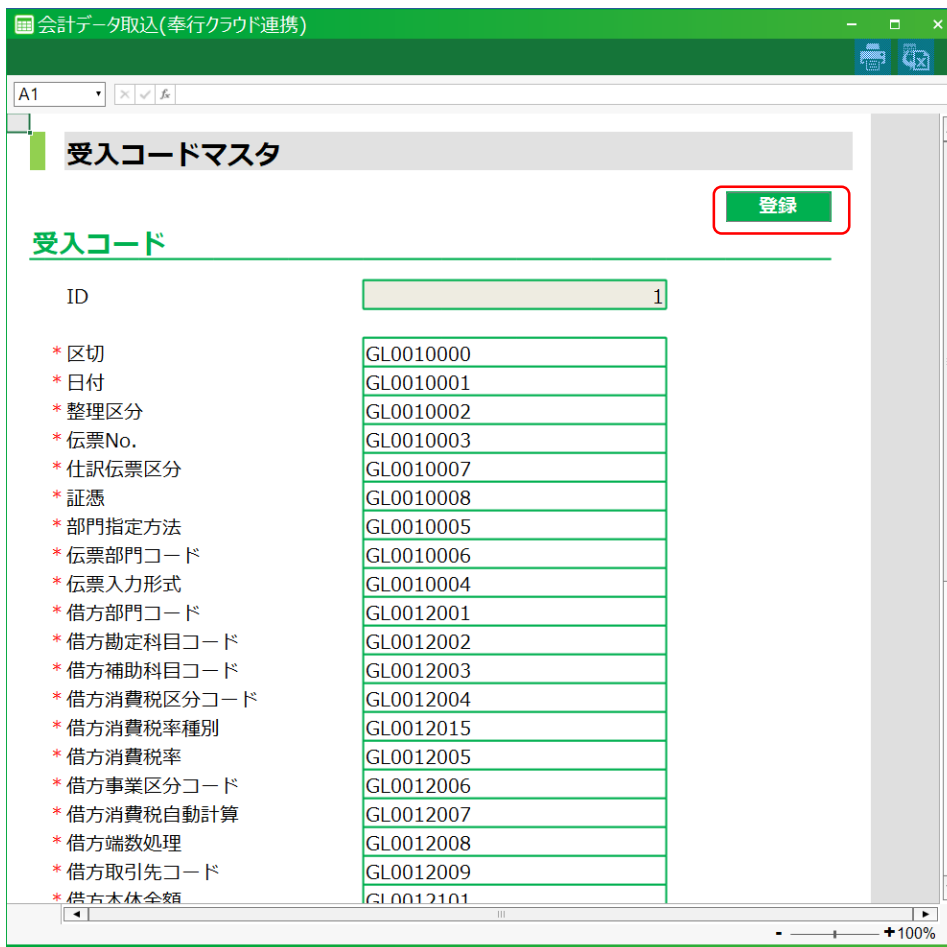 会計データ取込(奉行クラウド連携)
A1
受入コードマスタ
登録
受入コード
ID 1
* 区切 GL0010000
* 日付 GL0010001
* 整理区分 GL0010002
* 伝票No. GL0010003
* 仕訳伝票区分 GL0010007
* 証憑 GL0010008
* 部門指定方法 GL0010005
* 伝票部門コード GL0010006
* 伝票入力形式 GL0010004
* 借方部門コード GL0012001
* 借方勘定科目コード GL0012002
* 借方補助科目コード GL0012003
* 借方消費税区分コード GL0012004
* 借方消費税率種別 GL0012015
* 借方消費税率 GL0012005
* 借方事業区分コード GL0012006
* 借方消費税自動計算 GL0012007
* 借方端数処理 GL0012008
* 借方取引先コード GL0012009
* 借方本体金額 GL0012101
- + 100%